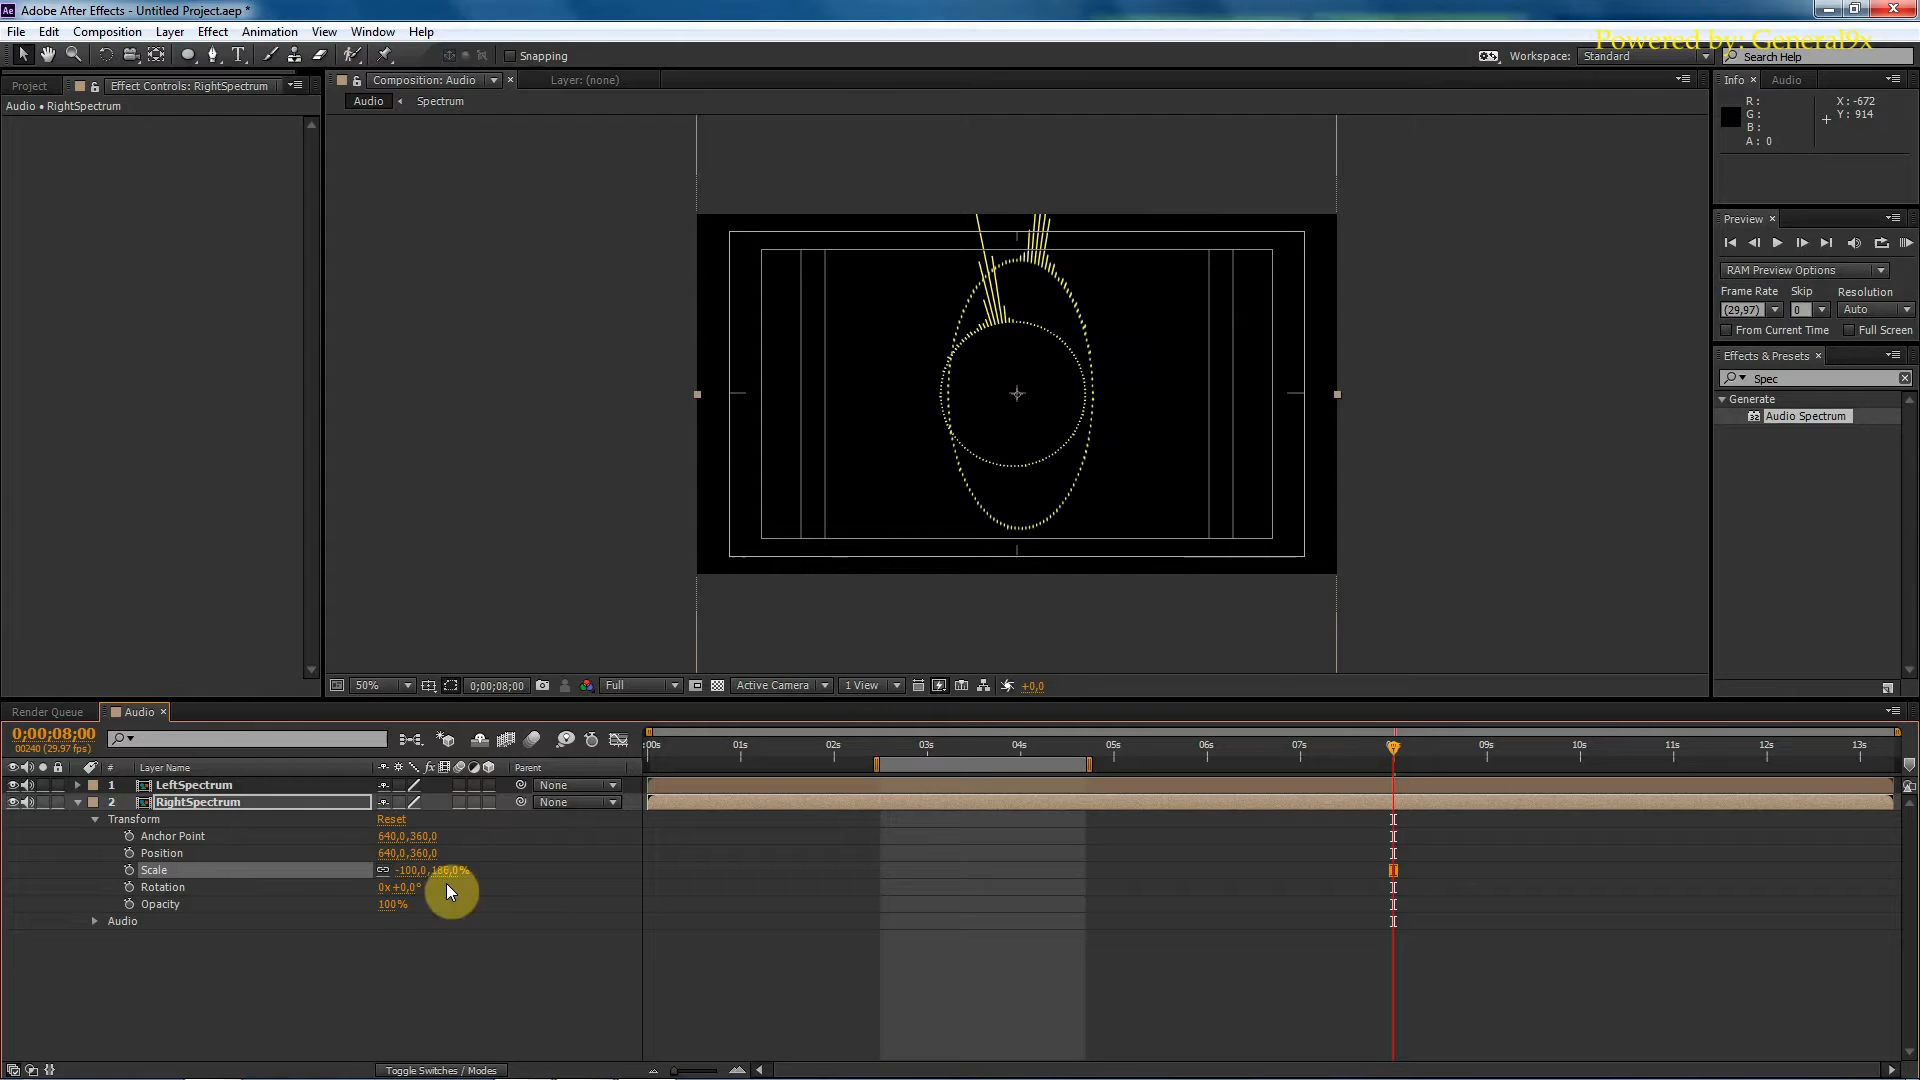 Adobe After Effects - Untitled Project.aep *
File Edit Composition Layer Effect Animation View Window Help
Powered by: General9x
Snapping
Workspace: Standard
Search Help
Project
Effect Controls: RightSpectrum
Composition: Audio
Layer: (none)
Info
Audio
Audio • RightSpectrum
Audio
Spectrum
R:
G:
B:
A: 0
X: -672
Y: 914
Preview
RAM Preview Options
Frame Rate Skip Resolution
(29,97) 0 Auto
From Current Time Full Screen
Effects & Presets
Spec
Generate
Audio Spectrum
50%
0;00;08;00
Full
Active Camera
1 View
+0,0
Render Queue
Audio
0;00;08;00
00240 (29.97 fps)
:00s 01s 02s 03s 04s 05s 06s 07s 09s 10s 11s 12s 13s
# Layer Name
Parent
1 LeftSpectrum None
2 RightSpectrum None
Transform Reset
Anchor Point 640,0,360,0
Position 640,0,360,0
Scale -100,0,186,0%
Rotation 0x+0,0°
Opacity 100%
Audio
Toggle Switches / Modes